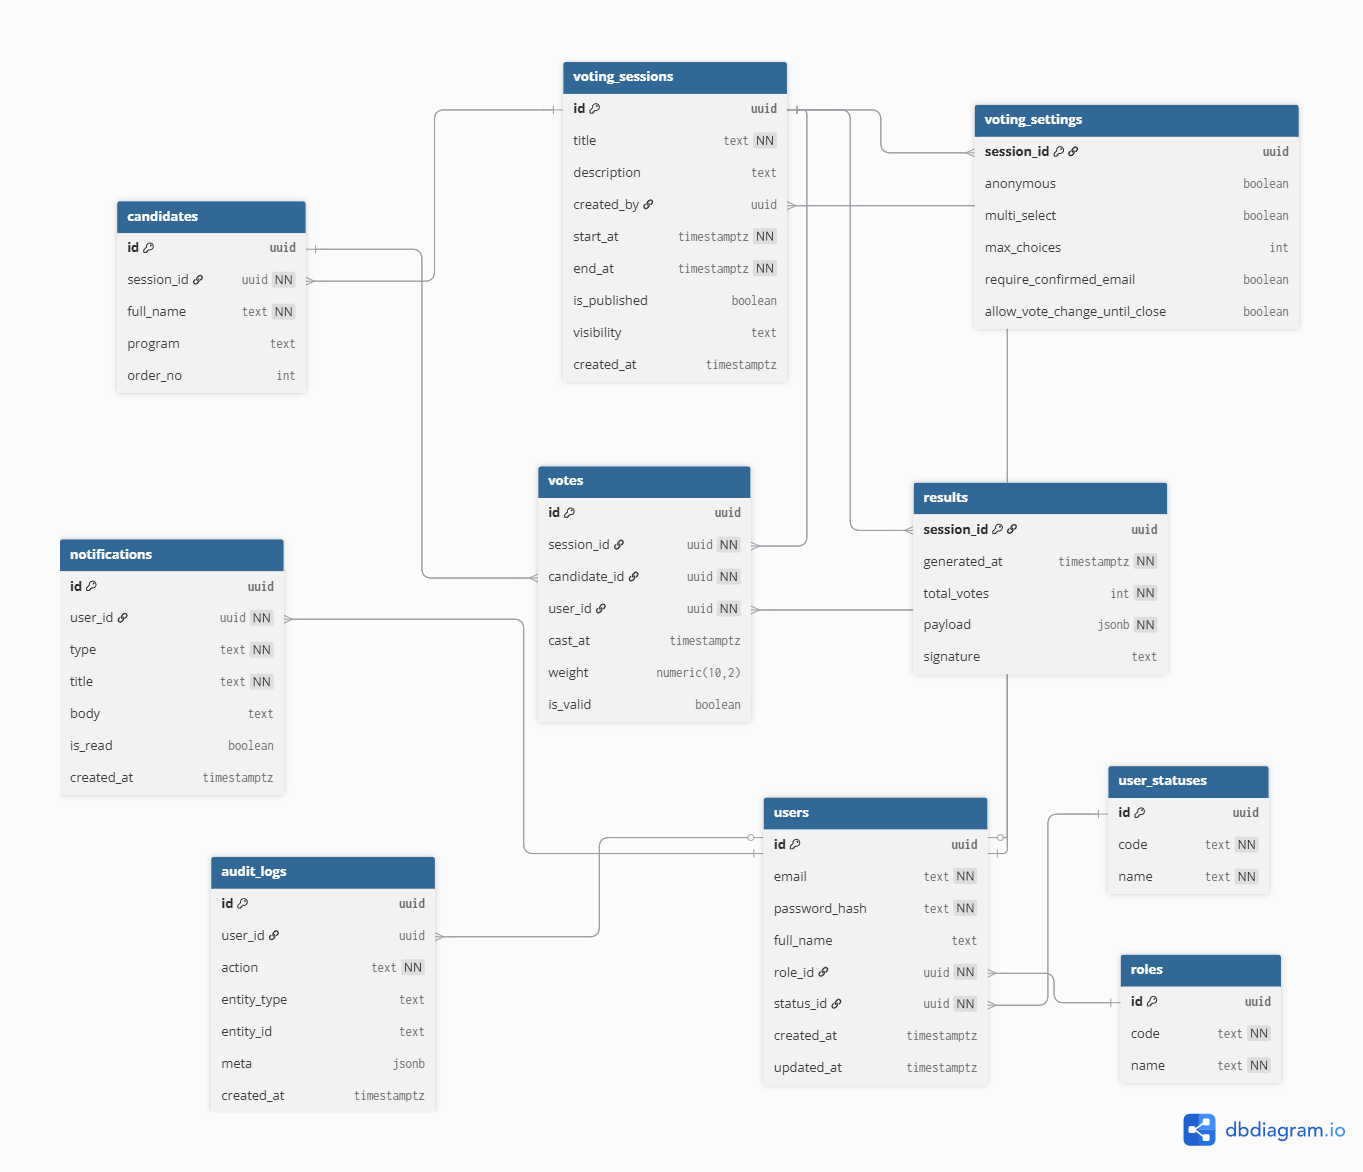 voting_sessions
id uuid
title text NN
description text
created_by uuid
start_at timestamptz NN
end_at timestamptz NN
is_published boolean
visibility text
created_at timestamptz
voting_settings
session_id uuid
anonymous boolean
multi_select boolean
max_choices int
require_confirmed_email boolean
allow_vote_change_until_close boolean
candidates
id uuid
session_id uuid NN
full_name text NN
program text
order_no int
votes
id uuid
session_id uuid NN
candidate_id uuid NN
user_id uuid NN
cast_at timestamptz
weight numeric(10,2)
is_valid boolean
results
session_id uuid
generated_at timestamptz NN
total_votes int NN
payload jsonb NN
signature text
notifications
id uuid
user_id uuid NN
type text NN
title text NN
body text
is_read boolean
created_at timestamptz
users
id uuid
email text NN
password_hash text NN
full_name text
role_id uuid NN
status_id uuid NN
created_at timestamptz
updated_at timestamptz
user_statuses
id uuid
code text NN
name text NN
audit_logs
id uuid
user_id uuid
action text NN
entity_type text
entity_id text
meta jsonb
created_at timestamptz
roles
id uuid
code text NN
name text NN
dbdiagram.io